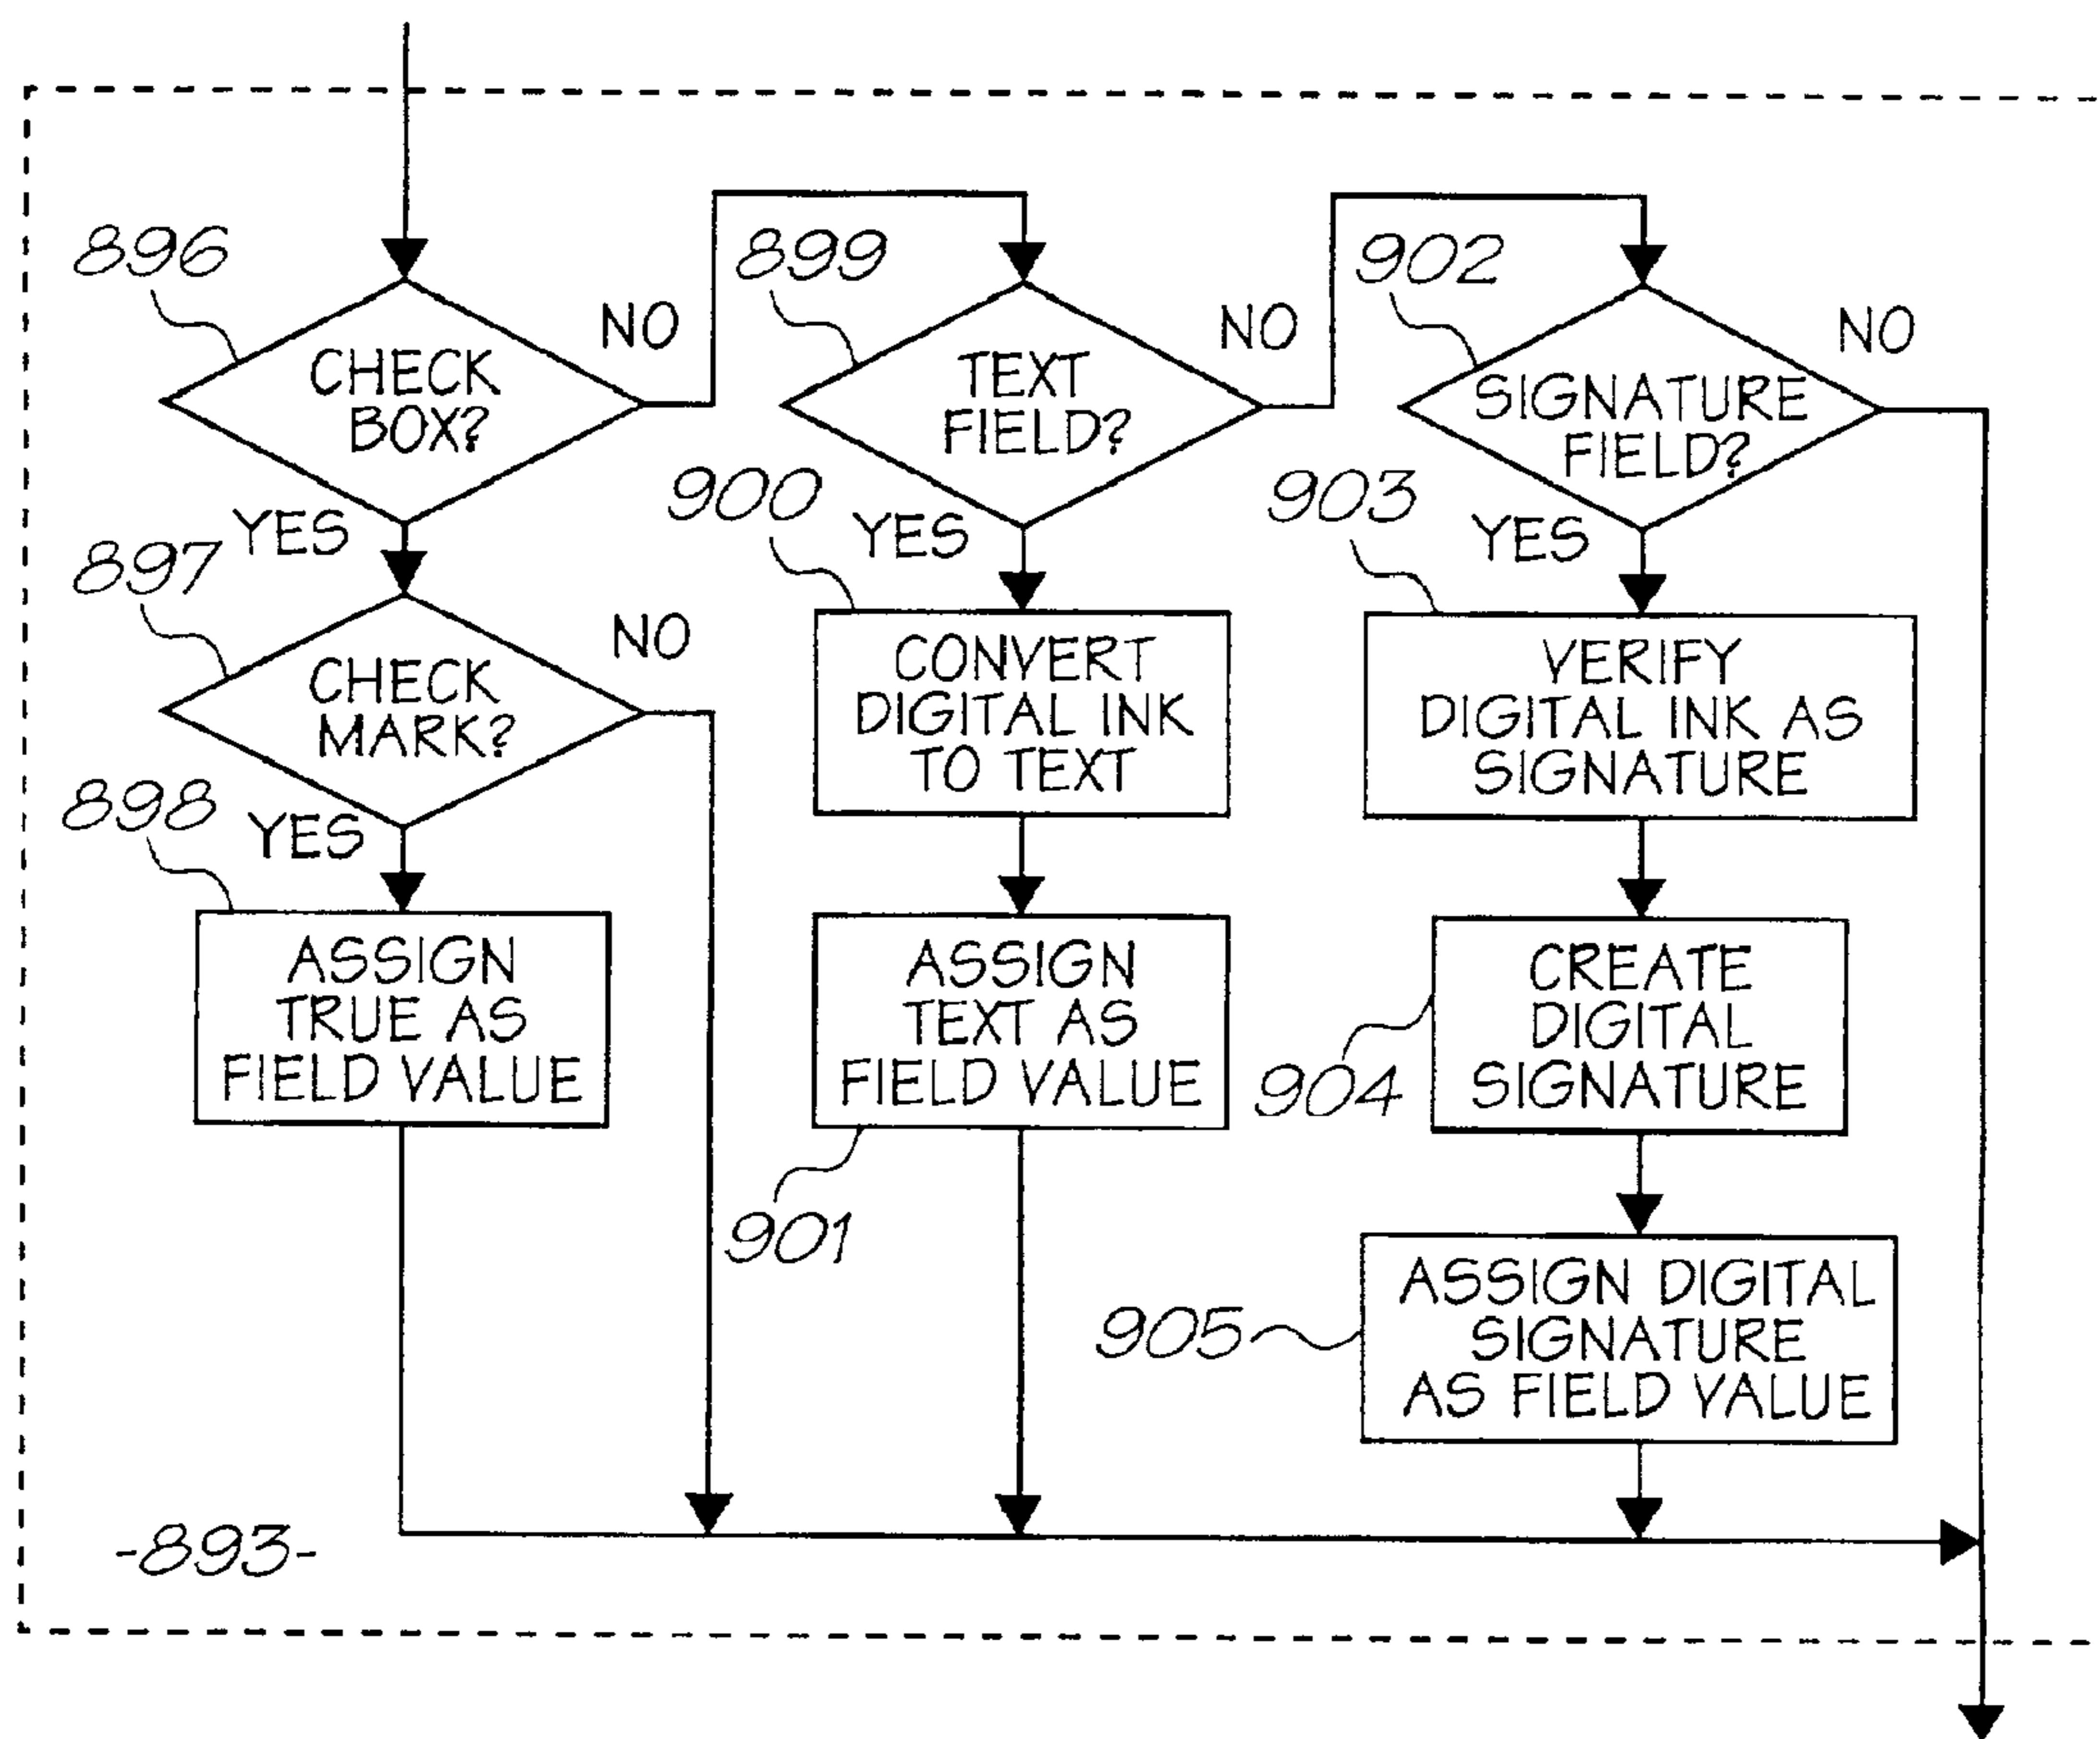 896
CHECK
BOX?
NO
YES
897
CHECK
MARK?
NO
YES
898
ASSIGN
TRUE AS
FIELD VALUE
899
TEXT
FIELD?
NO
YES
900
CONVERT
DIGITAL INK
TO TEXT
ASSIGN
TEXT AS
FIELD VALUE
901
902
SIGNATURE
FIELD?
NO
YES
903
VERIFY
DIGITAL INK AS
SIGNATURE
CREATE
DIGITAL
SIGNATURE
904
ASSIGN DIGITAL
SIGNATURE
AS FIELD VALUE
905
-893-